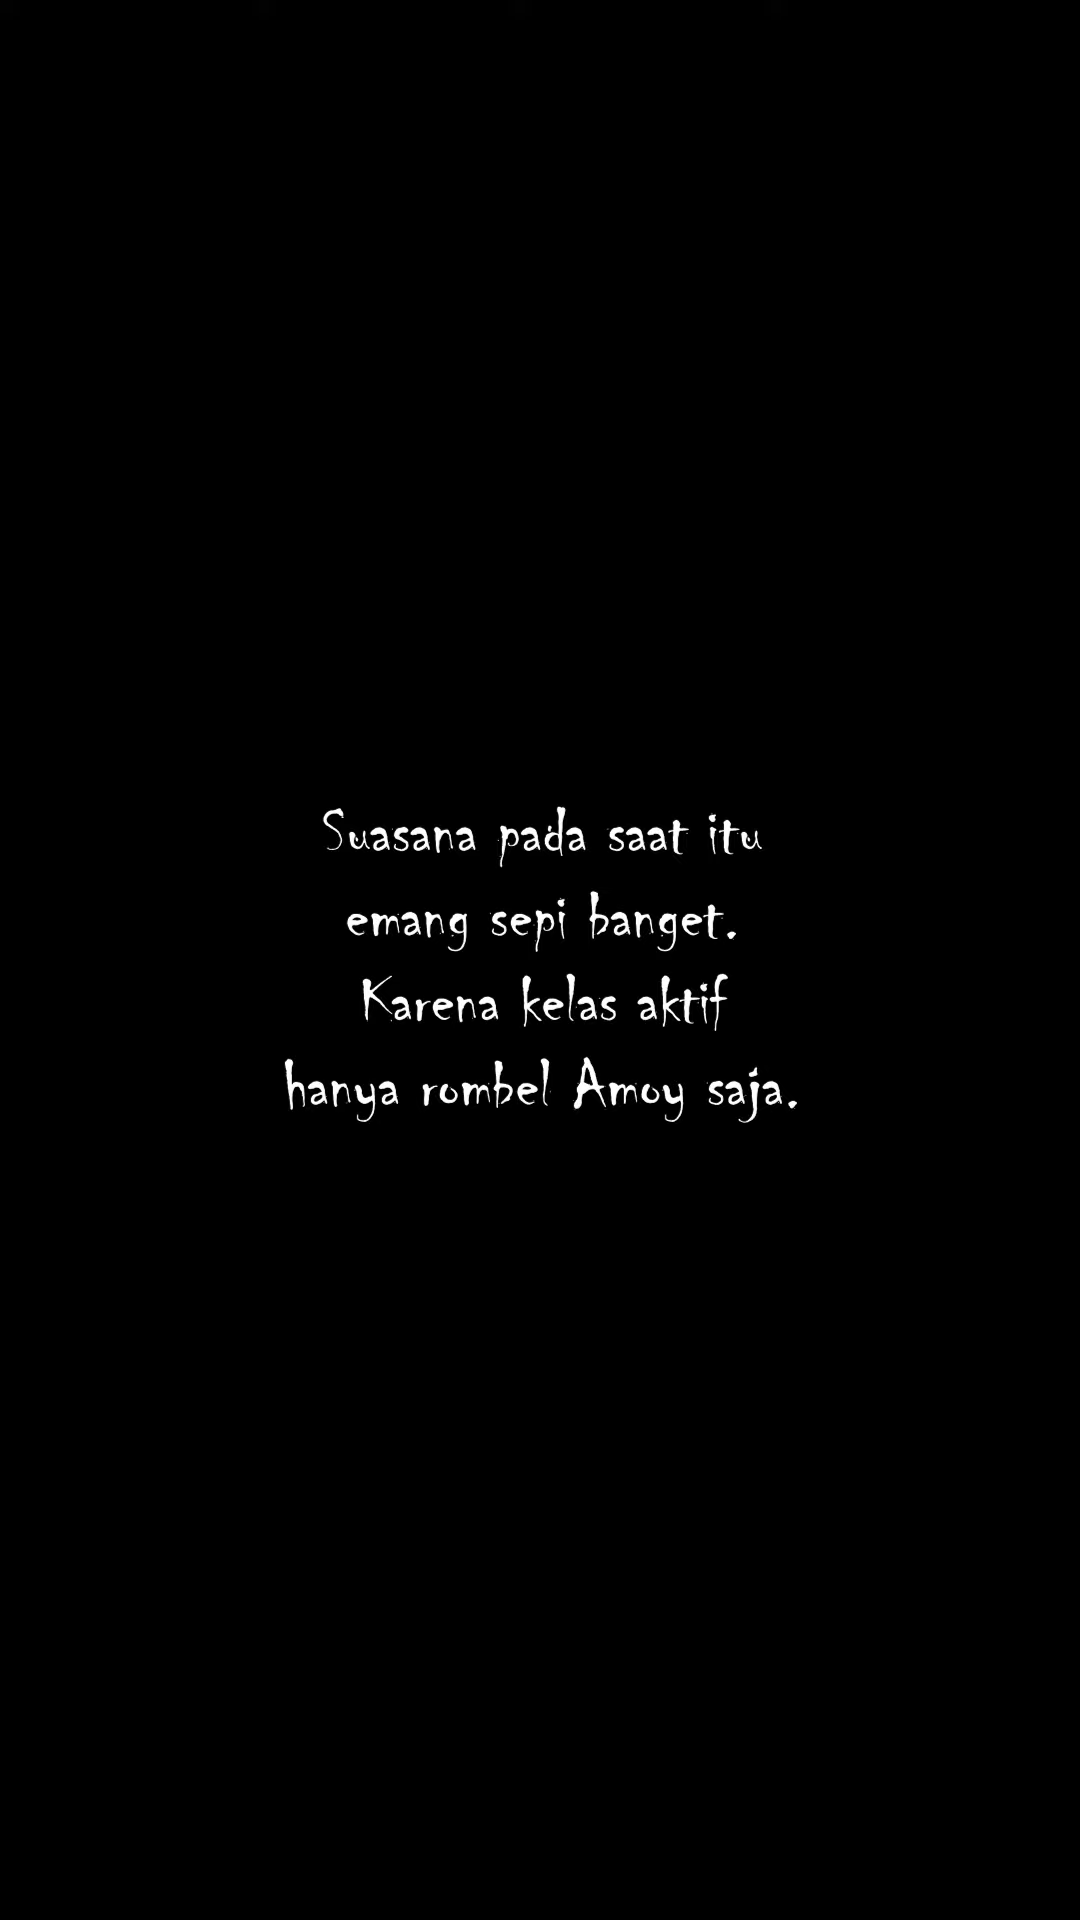 Suasana pada saat itu
emang sepi banget.
Karena kelas aktif
hanya rombel Amoy saja.